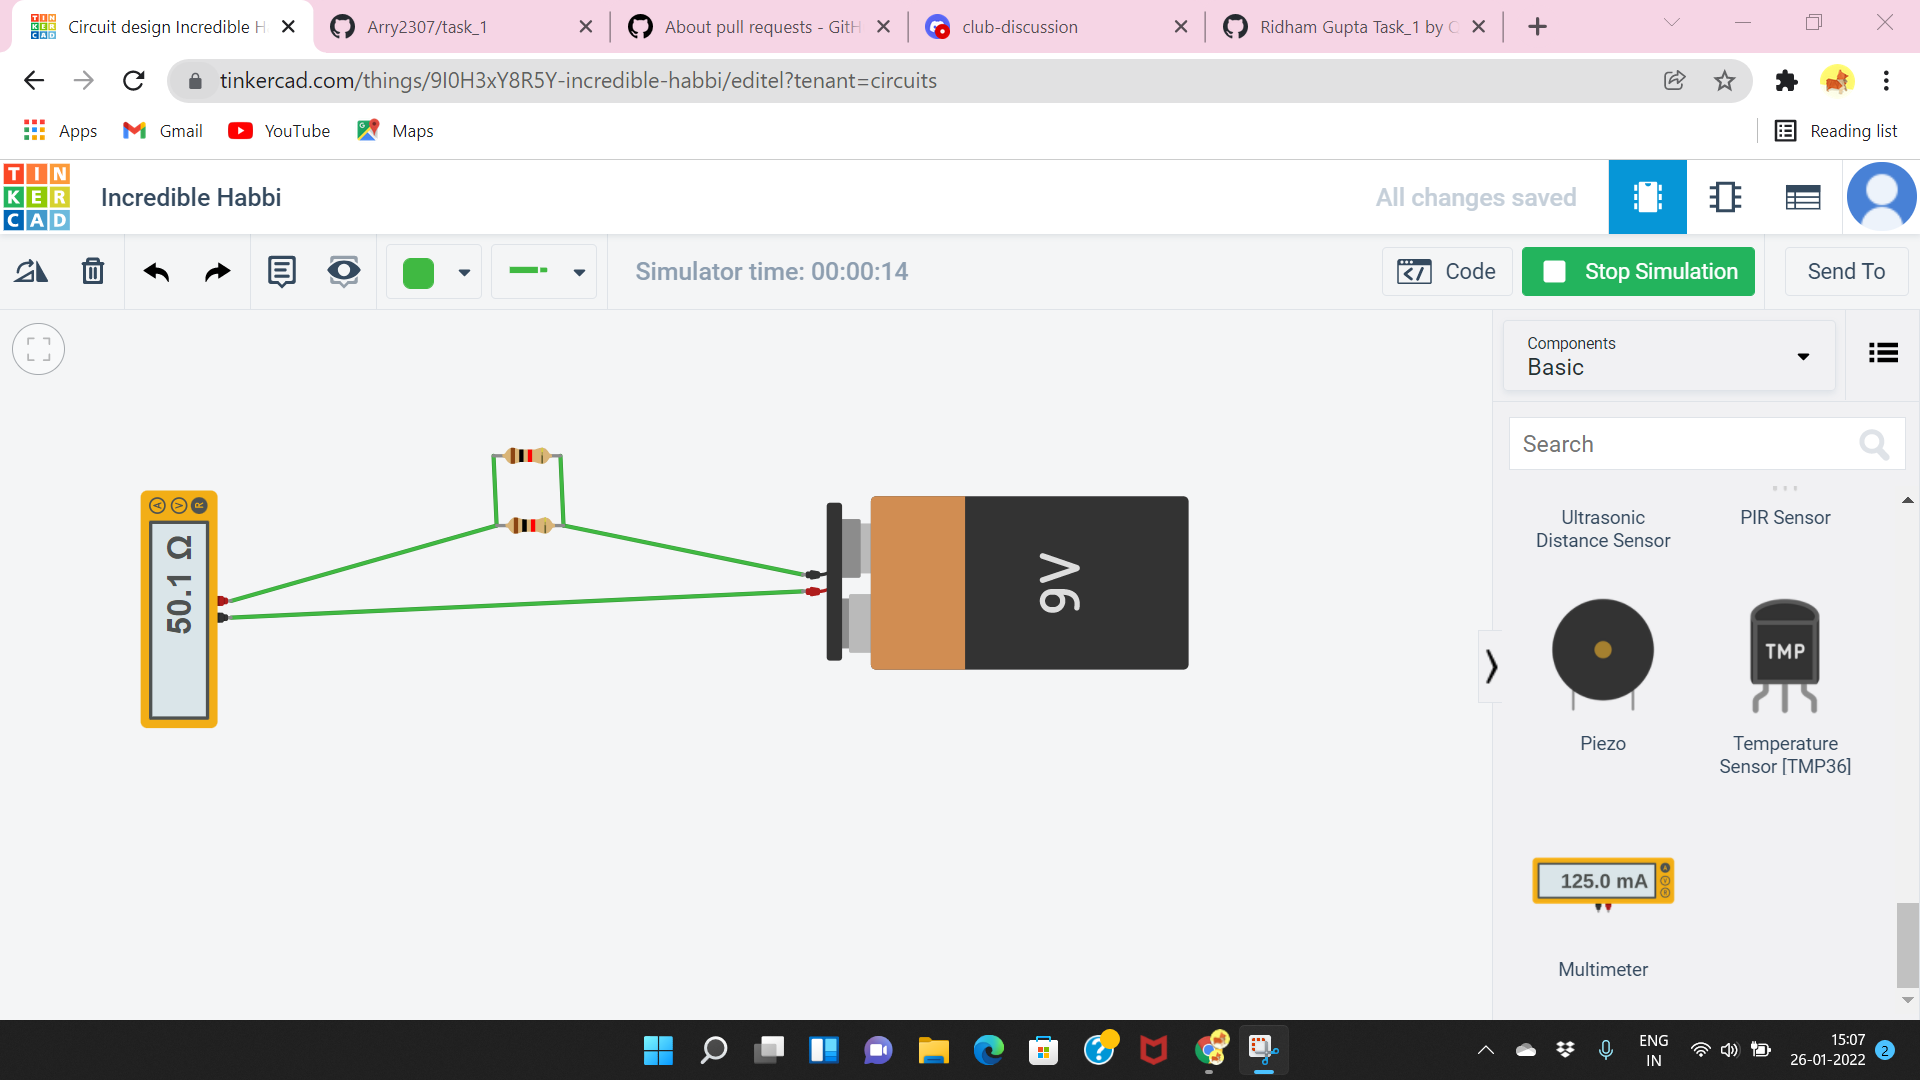 Circuit design Incredible H
Arry2307/task_1
About pull requests - GitH
club-discussion
Ridham Gupta Task_1 by
tinkercad.com/things/9I0H3xY8R5Y-incredible-habbi/editel?tenant=circuits
Apps
Gmail
YouTube
Maps
Reading list
TIN
KER
CAD
Incredible Habbi
All changes saved
Simulator time: 00:00:14
Code
Stop Simulation
Send To
Components
Basic
Search
A V R
50.1 Ω
9V
Ultrasonic
Distance Sensor
PIR Sensor
TMP
Piezo
Temperature
Sensor [TMP36]
125.0 mA
Multimeter
ENG
IN
15:07
26-01-2022
2